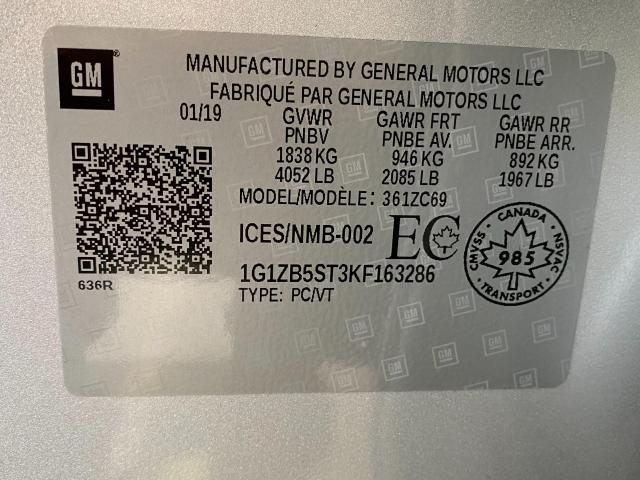 GM
MANUFACTURED BY GENERAL MOTORS LLC
FABRIQUÉ PAR GENERAL MOTORS LLC
01/19 GVWR GAWR FRT GAWR RR
PNBV PNBE AV. PNBE ARR.
1838 KG 946 KG 892 KG
4052 LB 2085 LB 1967 LB
MODEL/MODÈLE: 361ZC69
ICES/NMB-002 EC
CANADA
CMVSS 985 NSVAC
TRANSPORT
1G1ZB5ST3KF163286
636R
TYPE: PC/VT